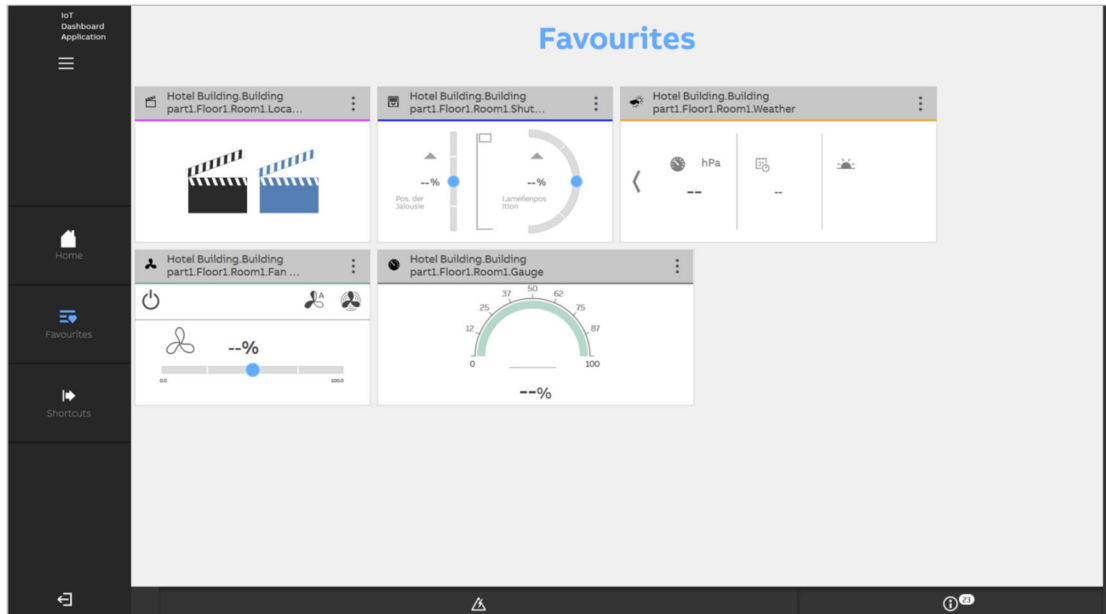 IoT
Dashboard
Application
Favourites
Hotel Building.Building
part1.Floor1.Room1.Loca...
Hotel Building.Building
part1.Floor1.Room1.Shut...
Hotel Building.Building
part1.Floor1.Room1.Weather
--%
Pos. der
Jalousie
--%
Lamellenpos
ition
hPa
--
31
--
Home
Favourites
Shortcuts
Hotel Building.Building
part1.Floor1.Room1.Fan ...
Hotel Building.Building
part1.Floor1.Room1.Gauge
A
--%
0.0
100.0
0
12
25
37
50
62
75
87
100
--%
23